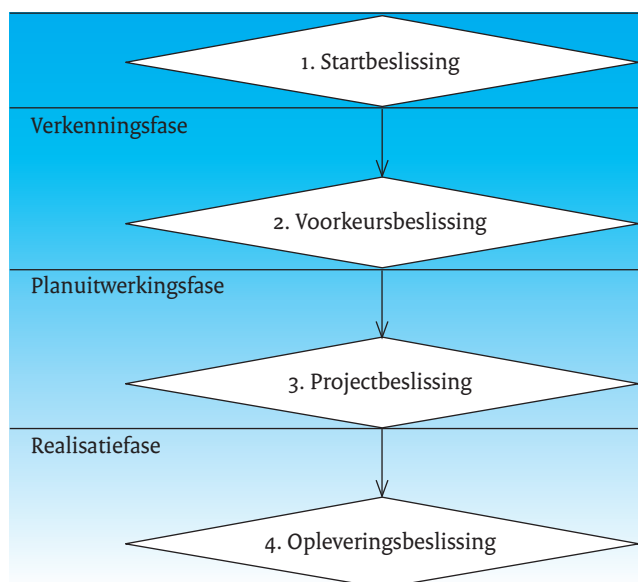 1. Startbeslissing
Verkenningsfase
2. Voorkeursbeslissing
Planuitwerkingsfase
3. Projectbeslissing
Realisatiefase
4. Opleveringsbeslissing